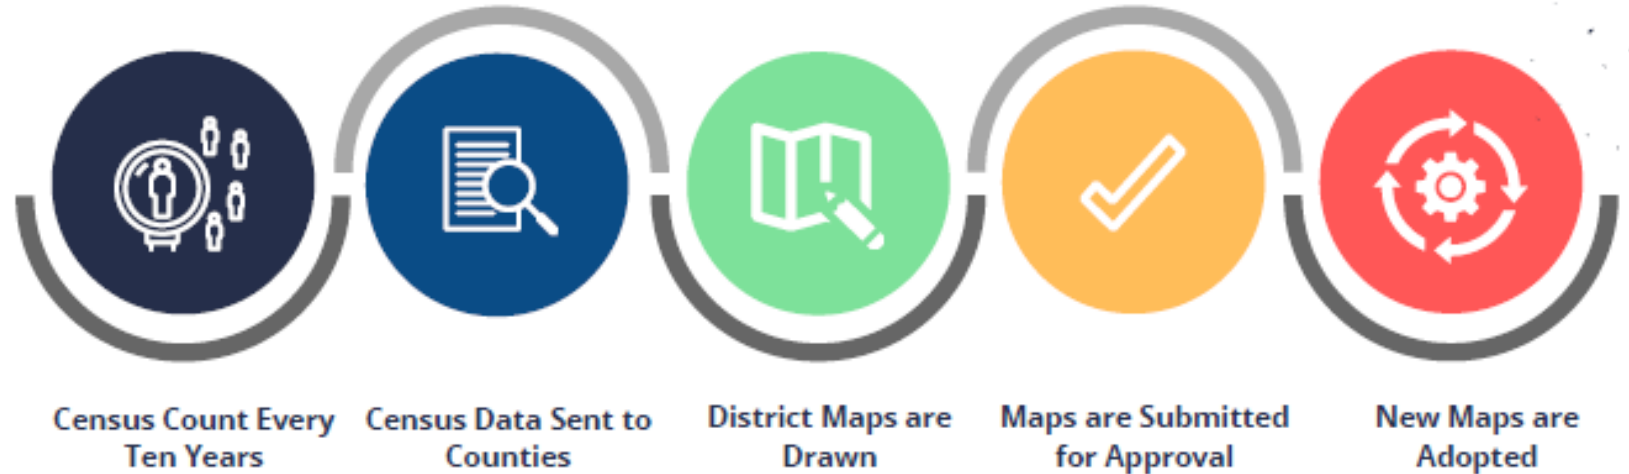 Census Count Every
Ten Years
Census Data Sent to
Counties
District Maps are
Drawn
Maps are Submitted
for Approval
New Maps are
Adopted